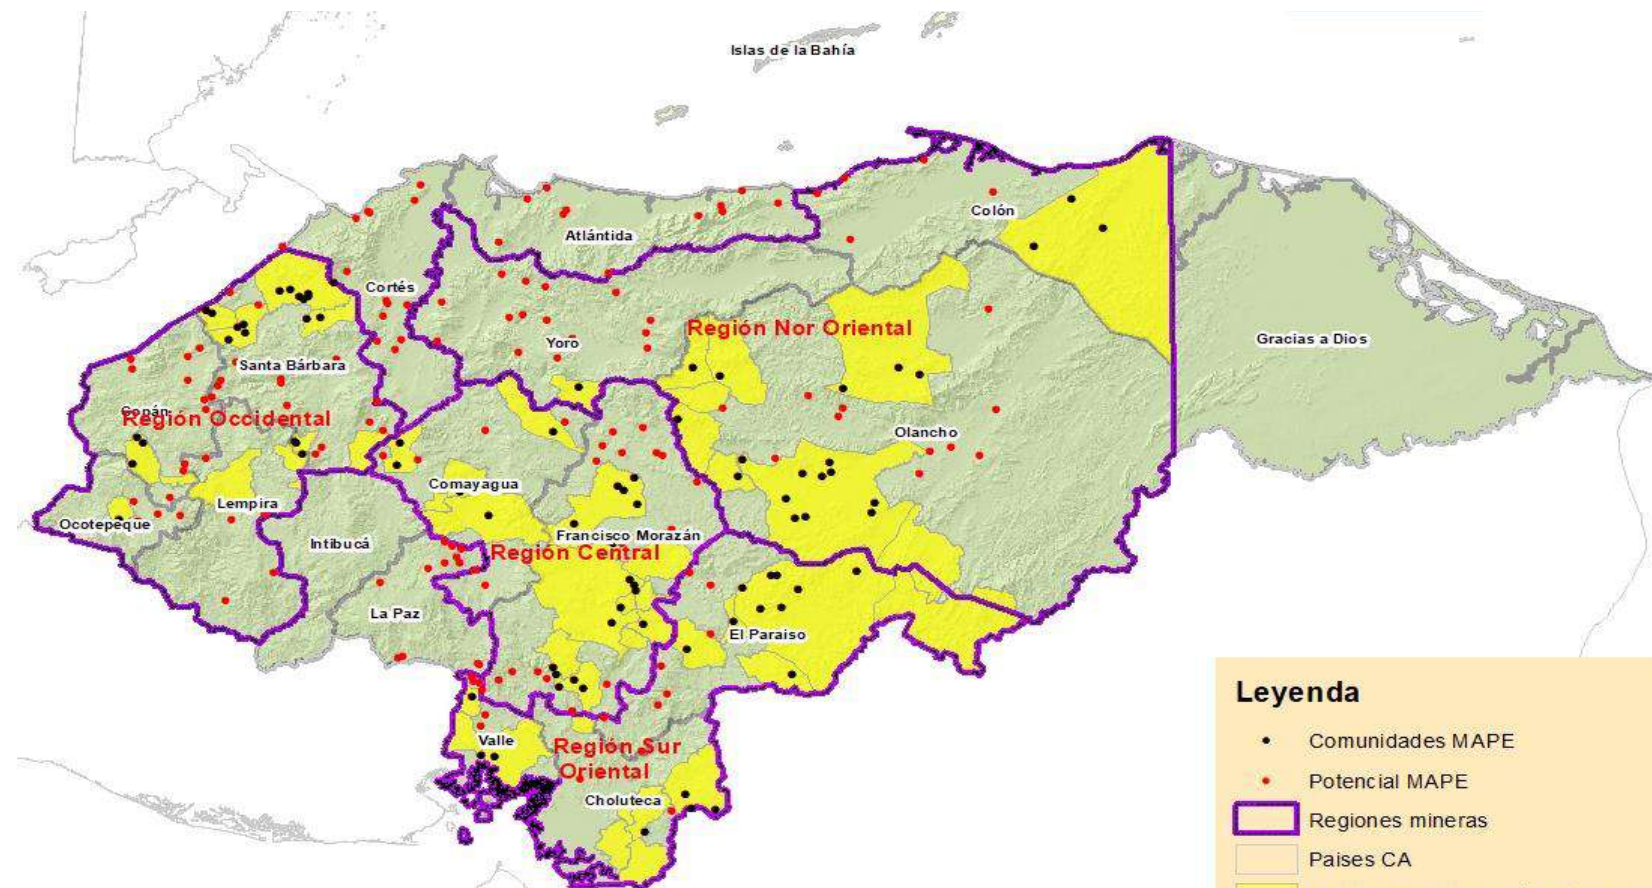 Islas de la Bahía
Colón
Atlántida
Cortés
Región Nor Oriental
Gracias a Dios
Yoro
Santa Bárbara
Copán
Región Occidental
Olancho
Comayagua
Lempira
Ocotepeque
Francisco Morazán
Intibucá
Región Central
La Paz
El Paraiso
Valle
Región Sur
Oriental
Choluteca
Leyenda
Comunidades MAPE
Potencial MAPE
Regiones mineras
Paises CA